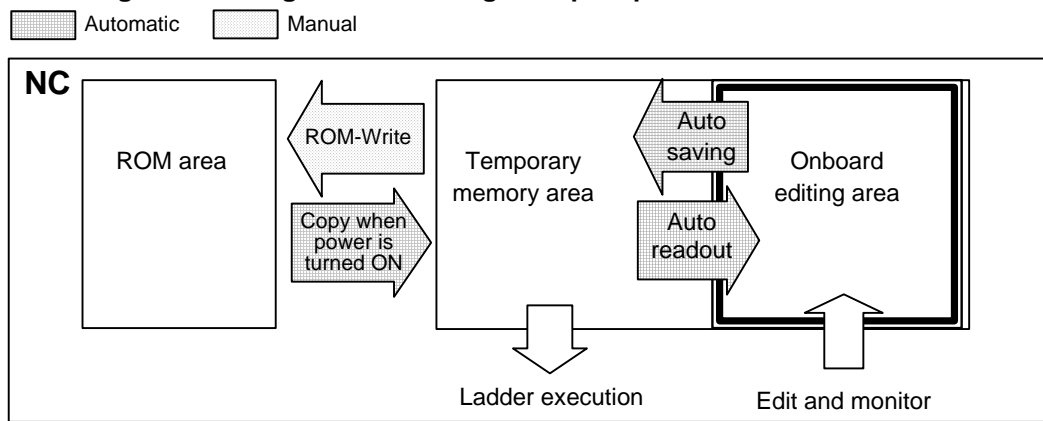 Automatic
Manual
NC
ROM area
ROM-Write
Copy when
power is
turned ON
Temporary
memory area
Auto
saving
Auto
readout
Onboard
editing area
Ladder execution
Edit and monitor